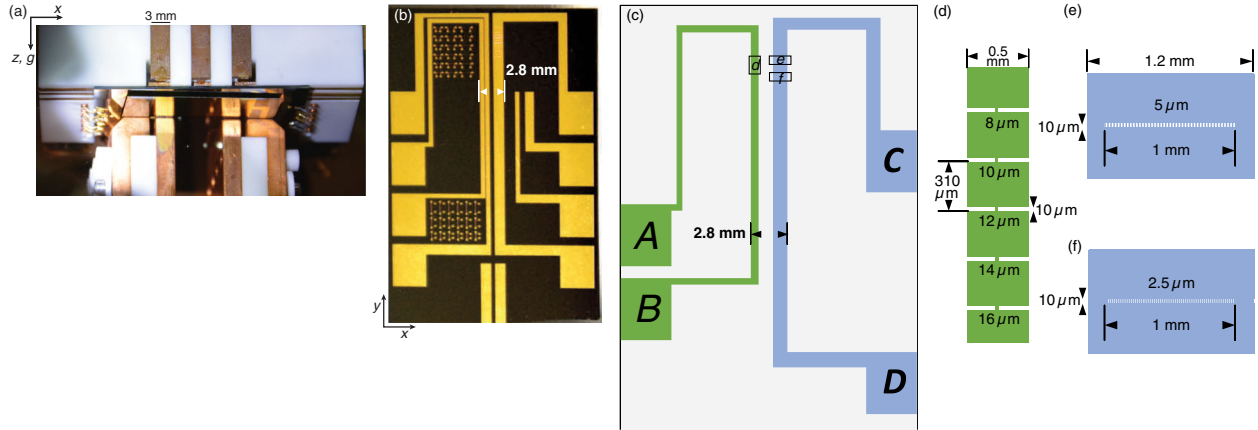 (a)
x
z, g
3 mm
(b)
2.8 mm
y
x
(c)
d
e
f
A
B
C
D
2.8 mm
(d)
0.5
mm
8 µm
10 µm
310
µm
10 µm
12 µm
14 µm
16 µm
(e)
1.2 mm
5 µm
10 µm
1 mm
(f)
2.5 µm
10 µm
1 mm